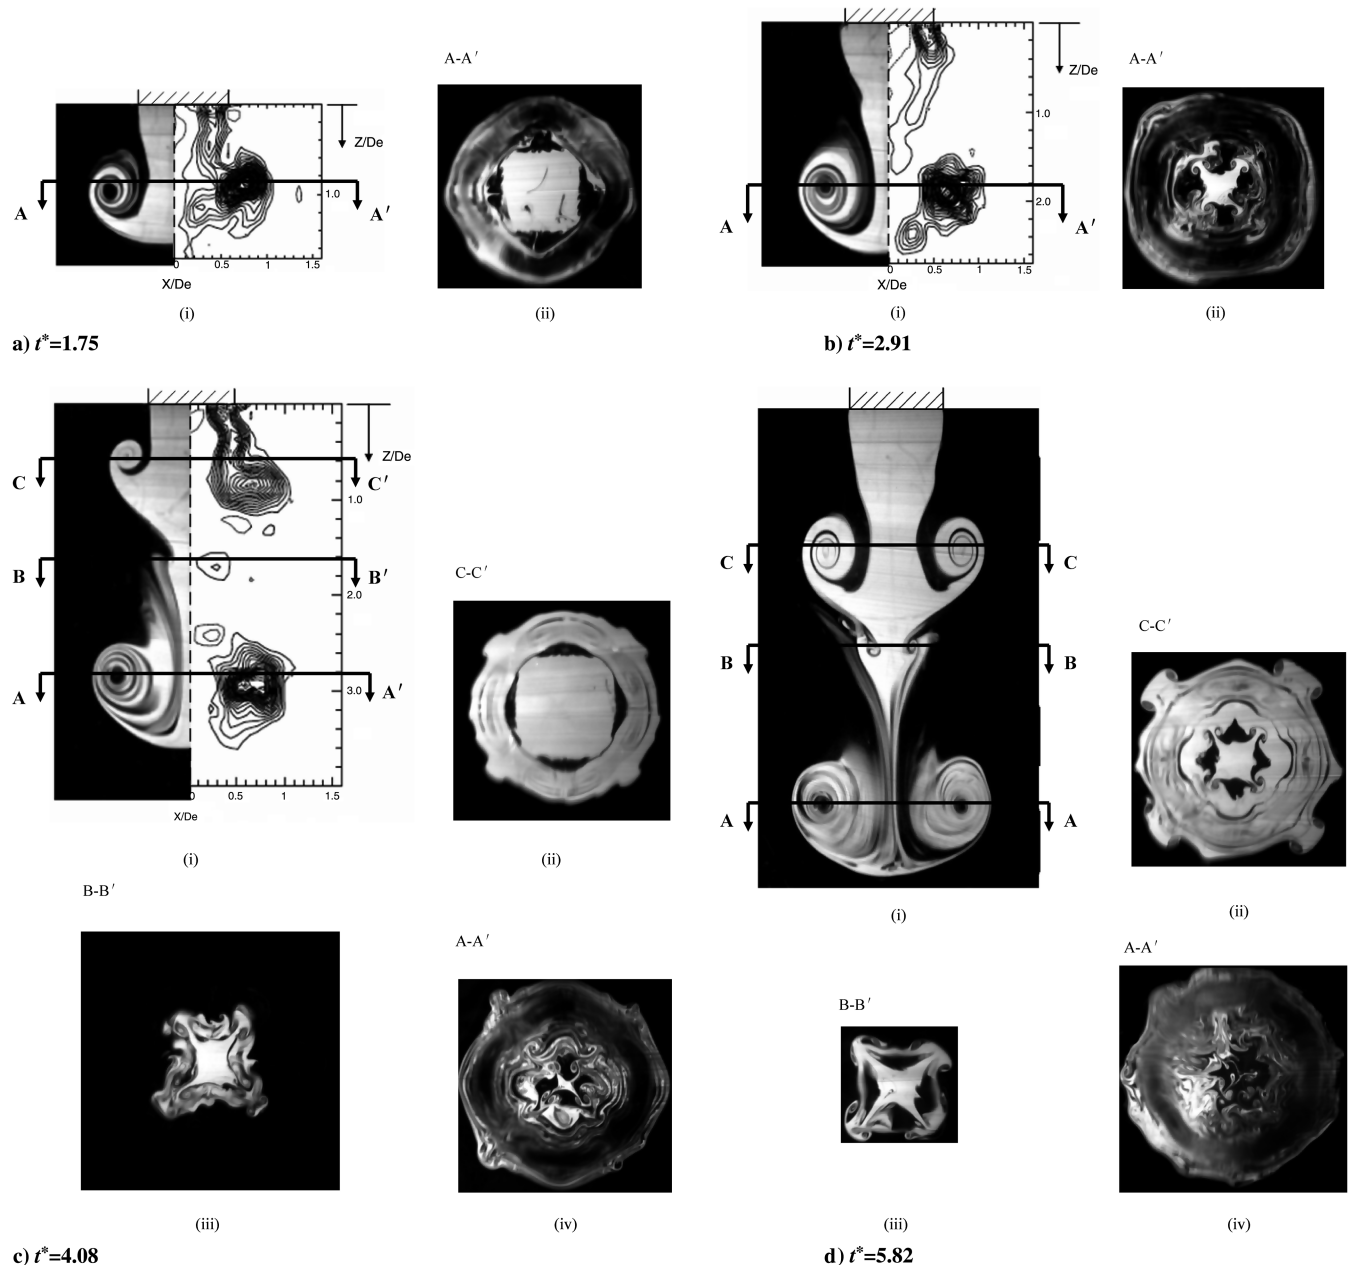 A-A′
Z/De
1.0
A
A′
0
0.5
1
1.5
X/De
(i)
(ii)
a) t*=1.75
A-A′
Z/De
1.0
2.0
A
A′
0
0.5
1
1.5
X/De
(i)
(ii)
b) t*=2.91
Z/De
C
C′
1.0
B
B′
2.0
A
A′
3.0
0
0.5
1
1.5
X/De
(i)
C-C′
(ii)
B-B′
(iii)
A-A′
(iv)
c) t*=4.08
C
C
B
B
A
A
(i)
C-C′
(ii)
B-B′
(iii)
A-A′
(iv)
d) t*=5.82